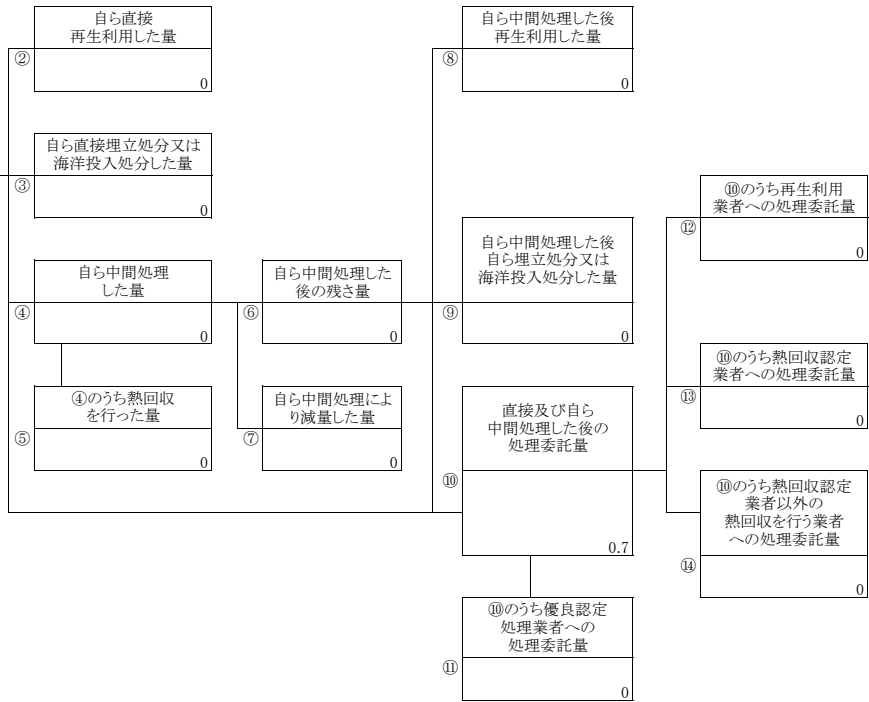 自ら直接
再生利用した量
②
0
自ら直接埋立処分又は
海洋投入処分した量
③
0
自ら中間処理
した量
④
0
④のうち熱回収
を行った量
⑤
0
自ら中間処理した
後の残さ量
⑥
0
自ら中間処理によ
り減量した量
⑦
0
自ら中間処理した後
再生利用した量
⑧
0
自ら中間処理した後
自ら埋立処分又は
海洋投入処分した量
⑨
0
直接及び自ら
中間処理した後の
処理委託量
⑩
0.7
⑩のうち優良認定
処理業者への
処理委託量
⑪
0
⑩のうち再生利用
業者への処理委託量
⑫
0
⑩のうち熱回収認定
業者への処理委託量
⑬
0
⑩のうち熱回収認定
業者以外の
熱回収を行う業者
への処理委託量
⑭
0